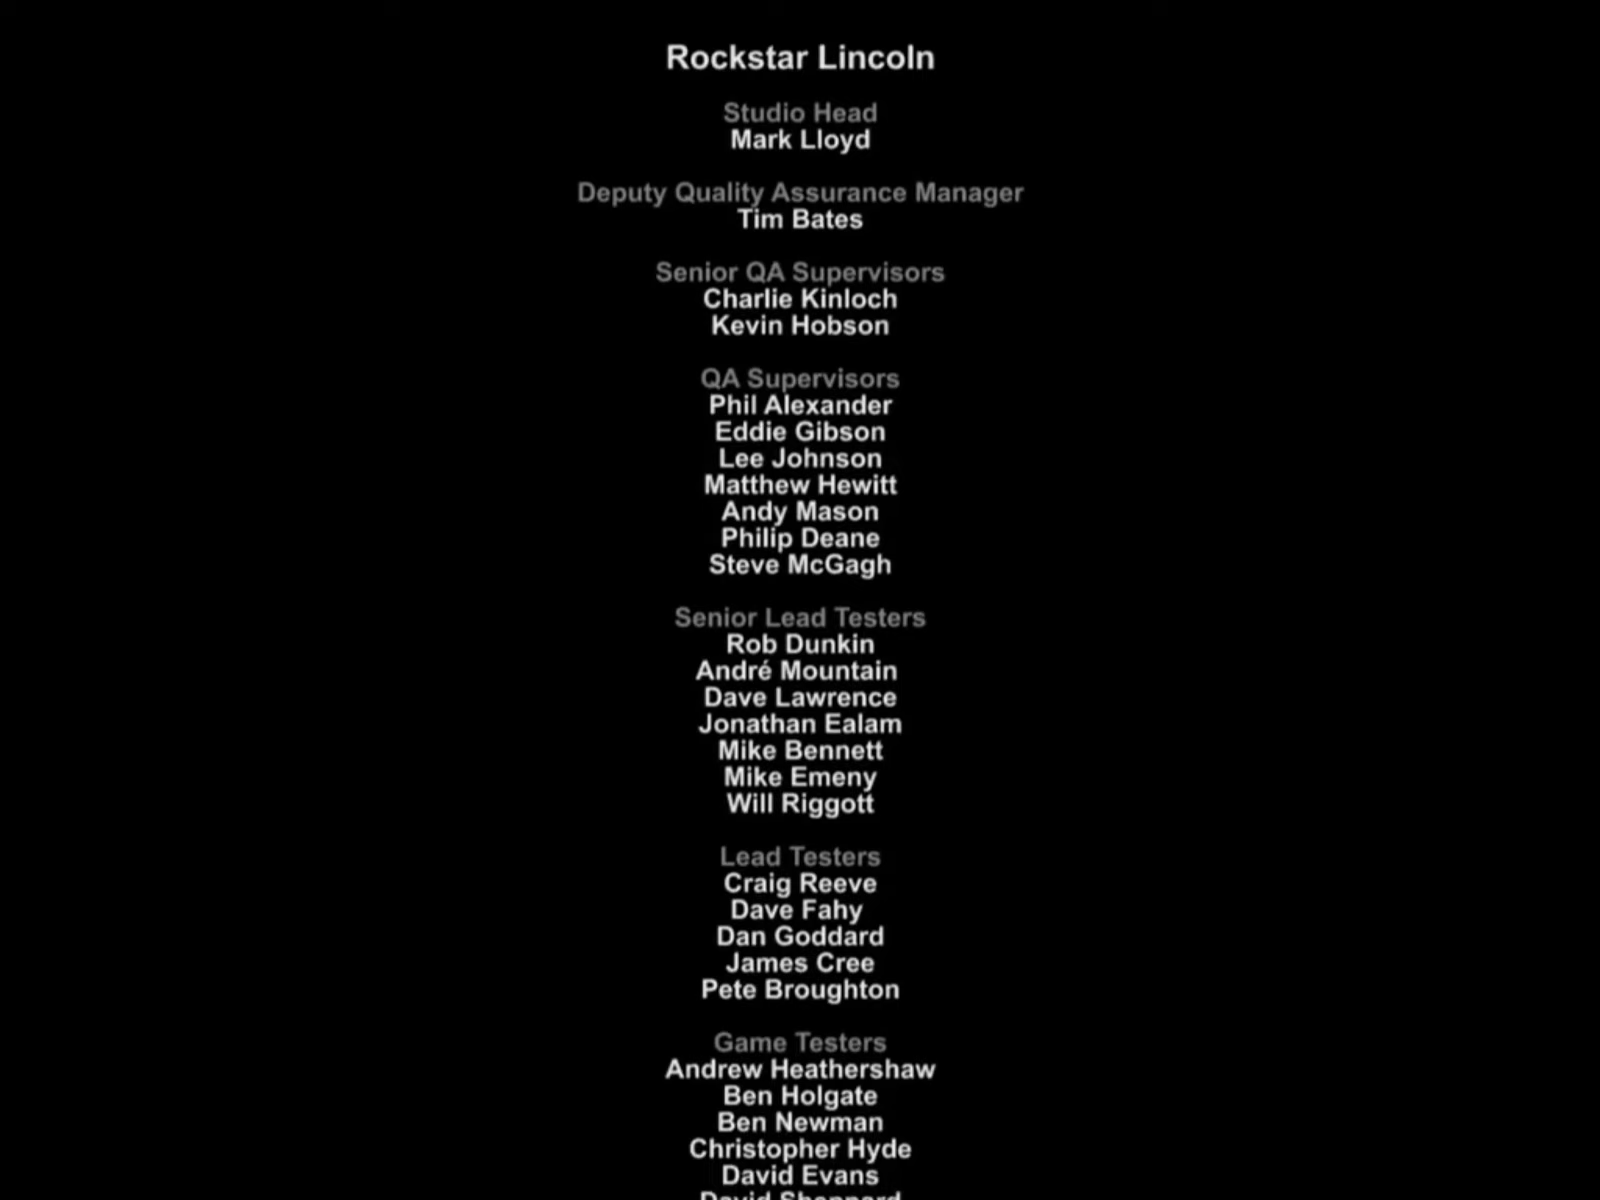 Rockstar Lincoln
Studio Head
Mark Lloyd
Deputy Quality Assurance Manager
Tim Bates
Senior QA Supervisors
Charlie Kinloch
Kevin Hobson
QA Supervisors
Phil Alexander
Eddie Gibson
Lee Johnson
Matthew Hewitt
Andy Mason
Philip Deane
Steve McGagh
Senior Lead Testers
Rob Dunkin
André Mountain
Dave Lawrence
Jonathan Ealam
Mike Bennett
Mike Emeny
Will Riggott
Lead Testers
Craig Reeve
Dave Fahy
Dan Goddard
James Cree
Pete Broughton
Game Testers
Andrew Heathershaw
Ben Holgate
Ben Newman
Christopher Hyde
David Evans
David